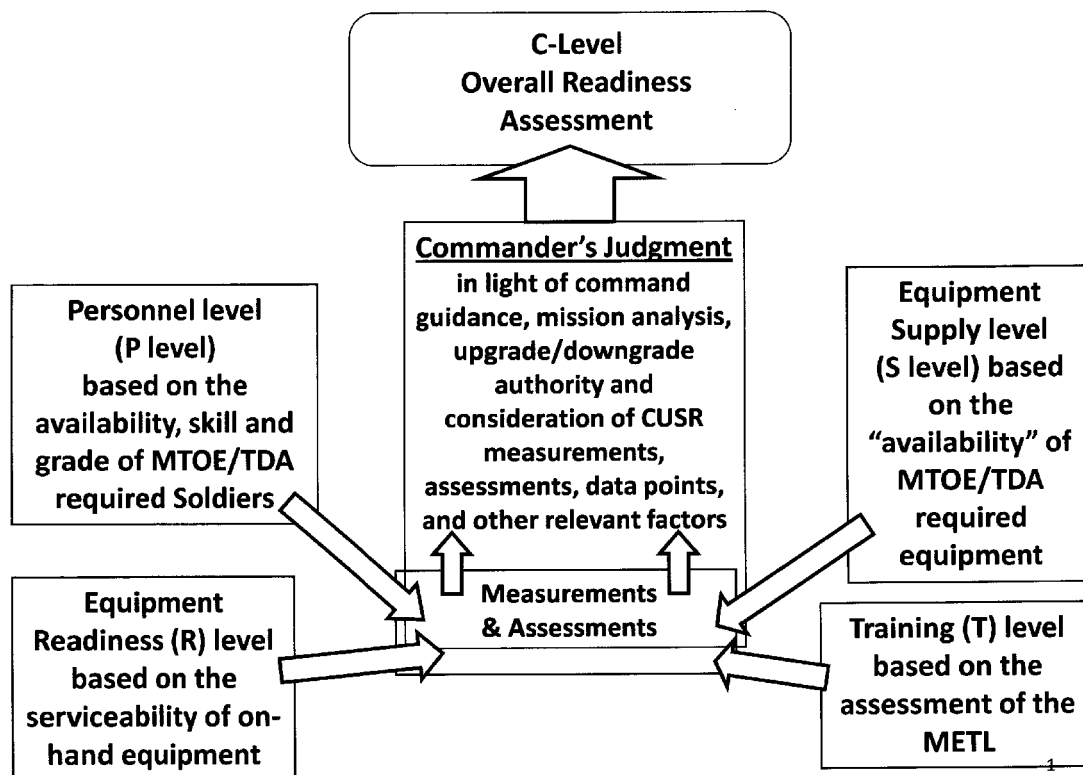 C-Level
Overall Readiness
Assessment
Commander's Judgment
in light of command
guidance, mission analysis,
upgrade/downgrade
authority and
consideration of CUSR
measurements,
assessments, data points,
and other relevant factors
Personnel level
(P level)
based on the
availability, skill and
grade of MTOE/TDA
required Soldiers
Equipment
Supply level
(S level) based
on the
“availability” of
MTOE/TDA
required
equipment
Measurements
& Assessments
Equipment
Readiness (R) level
based on the
serviceability of on-
hand equipment
Training (T) level
based on the
assessment of the
METL
1